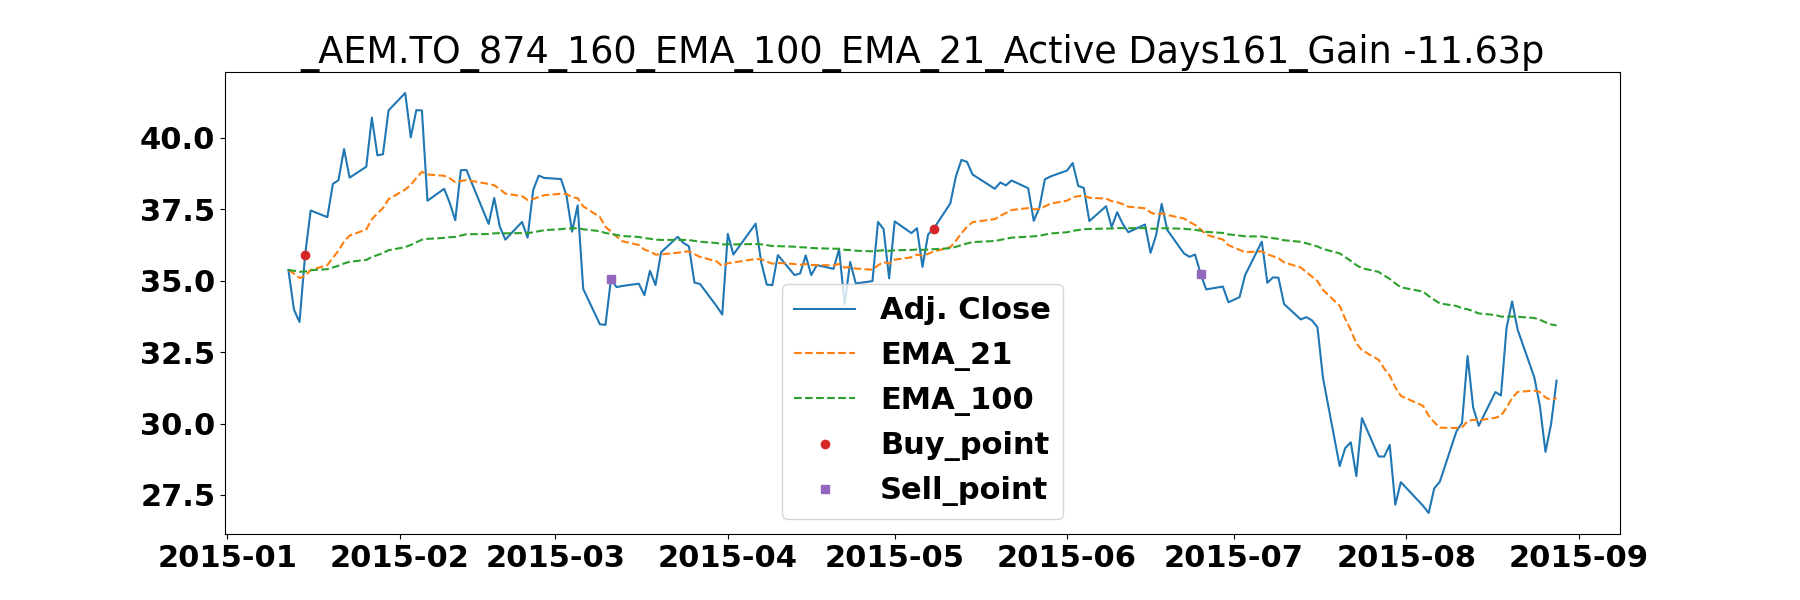 _AEM.TO_874_160_EMA_100_EMA_21_Active Days161_Gain -11.63p
40.0
37.5
35.0
32.5
30.0
27.5
Adj. Close
EMA_21
EMA_100
Buy_point
Sell_point
2015-01 2015-02 2015-03 2015-04 2015-05 2015-06 2015-07 2015-08 2015-09